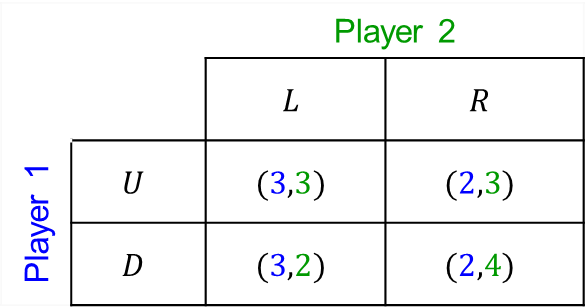 Player 2
L R
Player 1
U (3,3) (2,3)
D (3,2) (2,4)